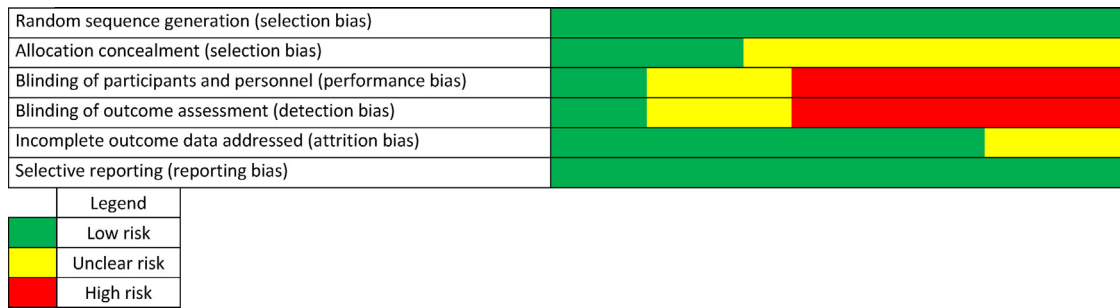 Random sequence generation (selection bias)
Allocation concealment (selection bias)
Blinding of participants and personnel (performance bias)
Blinding of outcome assessment (detection bias)
Incomplete outcome data addressed (attrition bias)
Selective reporting (reporting bias)
Legend
Low risk
Unclear risk
High risk